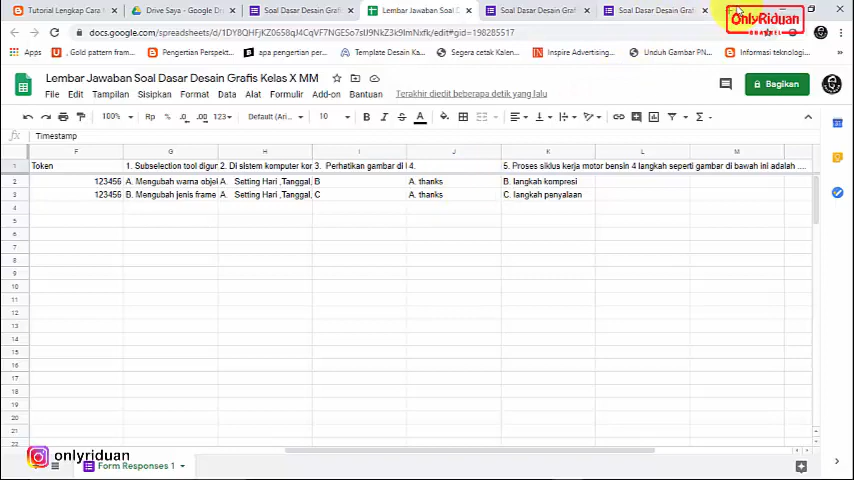 Tutorial Lengkap Cara
Drive Saya - Google Dr
Soal Dasar Desain Grafi
Lembar Jawaban Soal D
Soal Dasar Desain Grafi
Soal Dasar Desain Grafi
OnlyRiduan
docs.google.com/spreadsheets/d/1DY8QHFjKZ0658qJ4CqVF7NGESo7sU9NkZ3k9lmNxfk/edit#gid=198285517
Apps
, Gold pattern fram...
Pengertian Perspekt...
apa pengertian per...
Template Desain Ka...
Segera cetak Kalend...
Inspire Advertising...
Unduh Gambar PN...
Informasi teknologi...
Lembar Jawaban Soal Dasar Desain Grafis Kelas X MM
File Edit Tampilan Sisipkan Format Data Alat Formulir Add-on Bantuan Terakhir diedit beberapa detik yang lalu
Bagikan
100% Rp % .0 .00 123 Default (Ari... 10 B I S A
fx Timestamp
F G H I J K L M
1 Token 1. Subselection tool digur 2. Di sistem komputer kor 3. Perhatikan gambar di 4. 5. Proses siklus kerja motor bensin 4 langkah seperti gambar di bawah ini adalah ....
2 123456 A. Mengubah warna objel A. Setting Hari ,Tanggal, B A. thanks B. langkah kompresi
3 123456 B. Mengubah jenis frame A. Setting Hari ,Tanggal, C A. thanks C. langkah penyalaan
4
5
6
7
8
9
10
11
12
13
14
15
16
17
18
19
20
21
22
onlyriduan
Form Responses 1